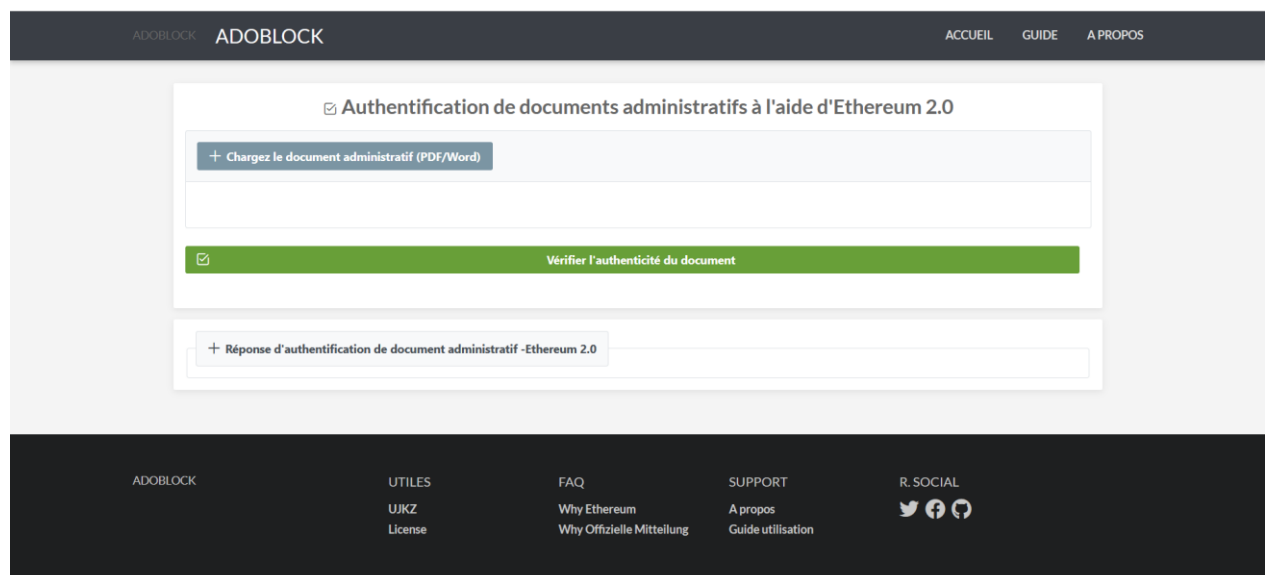 ADOBLOCK ADOBLOCK ACCUEIL GUIDE A PROPOS
Authentification de documents administratifs à l'aide d'Ethereum 2.0
+ Chargez le document administratif (PDF/Word)
Vérifier l'authenticité du document
+ Réponse d'authentification de document administratif -Ethereum 2.0
ADOBLOCK
UTILES
UJKZ
License
FAQ
Why Ethereum
Why Offizielle Mitteilung
SUPPORT
A propos
Guide utilisation
R. SOCIAL